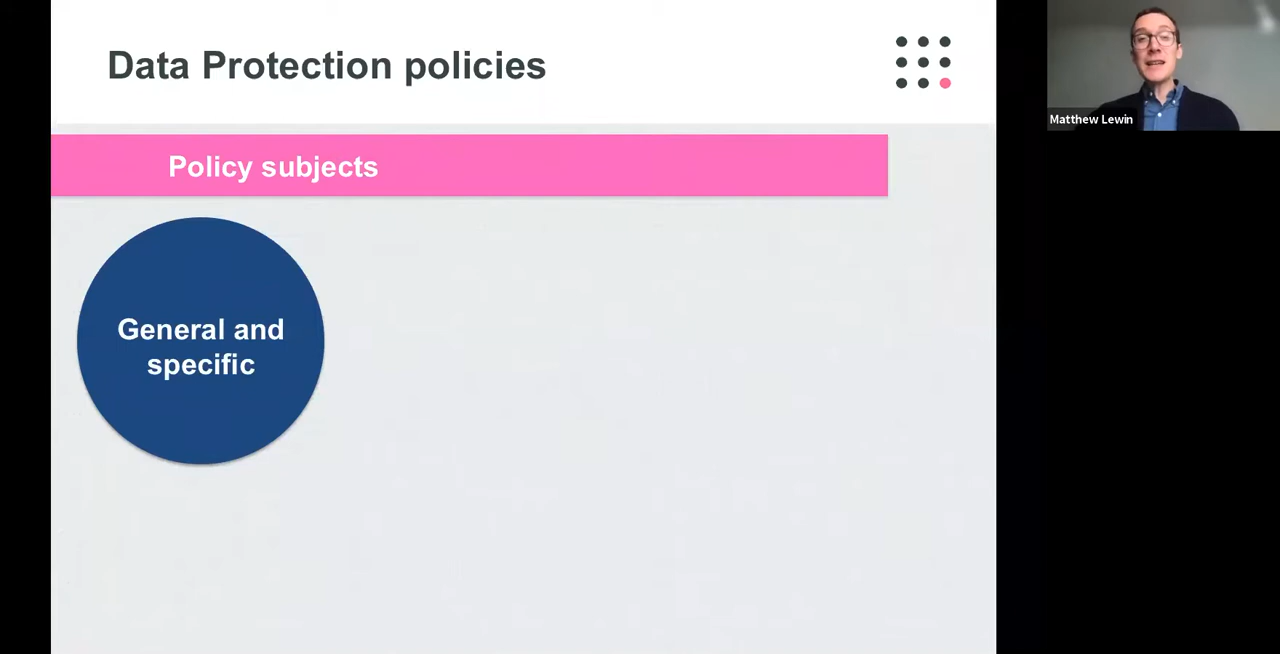 Data Protection policies
Policy subjects
General and
specific
Matthew Lewin